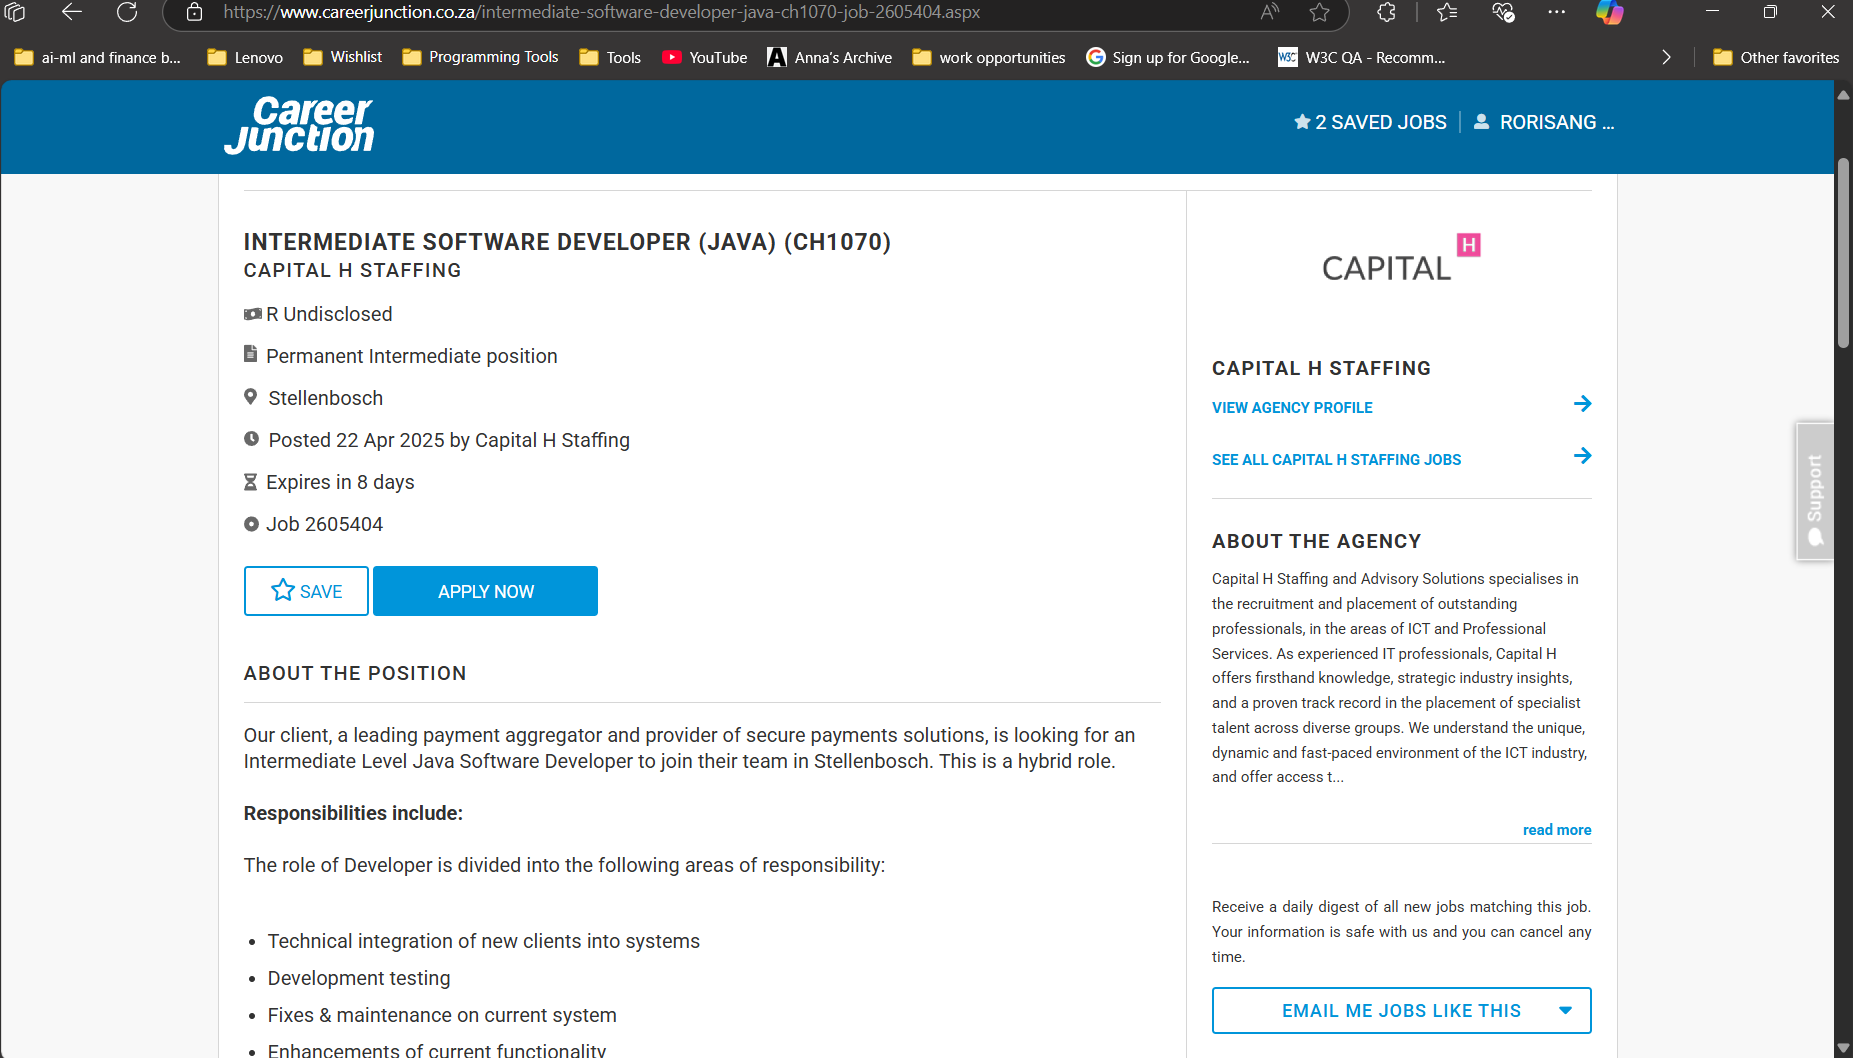 https://www.careerjunction.co.za/intermediate-software-developer-java-ch1070-job-2605404.aspx
ai-ml and finance b...
Lenovo
Wishlist
Programming Tools
Tools
YouTube
A
Anna's Archive
work opportunities
Sign up for Google...
W3C
W3C QA - Recomm...
Other favorites
Career
Junction
2 SAVED JOBS
RORISANG ...
INTERMEDIATE SOFTWARE DEVELOPER (JAVA) (CH1070)
CAPITAL H STAFFING
R Undisclosed
Permanent Intermediate position
Stellenbosch
Posted 22 Apr 2025 by Capital H Staffing
Expires in 8 days
Job 2605404
SAVE
APPLY NOW
ABOUT THE POSITION
Our client, a leading payment aggregator and provider of secure payments solutions, is looking for an
Intermediate Level Java Software Developer to join their team in Stellenbosch. This is a hybrid role.
Responsibilities include:
The role of Developer is divided into the following areas of responsibility:
• Technical integration of new clients into systems
• Development testing
• Fixes & maintenance on current system
• Enhancements of current functionality
CAPITAL H
CAPITAL H STAFFING
VIEW AGENCY PROFILE
SEE ALL CAPITAL H STAFFING JOBS
ABOUT THE AGENCY
Capital H Staffing and Advisory Solutions specialises in
the recruitment and placement of outstanding
professionals, in the areas of ICT and Professional
Services. As experienced IT professionals, Capital H
offers firsthand knowledge, strategic industry insights,
and a proven track record in the placement of specialist
talent across diverse groups. We understand the unique,
dynamic and fast-paced environment of the ICT industry,
and offer access t...
read more
Receive a daily digest of all new jobs matching this job.
Your information is safe with us and you can cancel any
time.
EMAIL ME JOBS LIKE THIS
Support